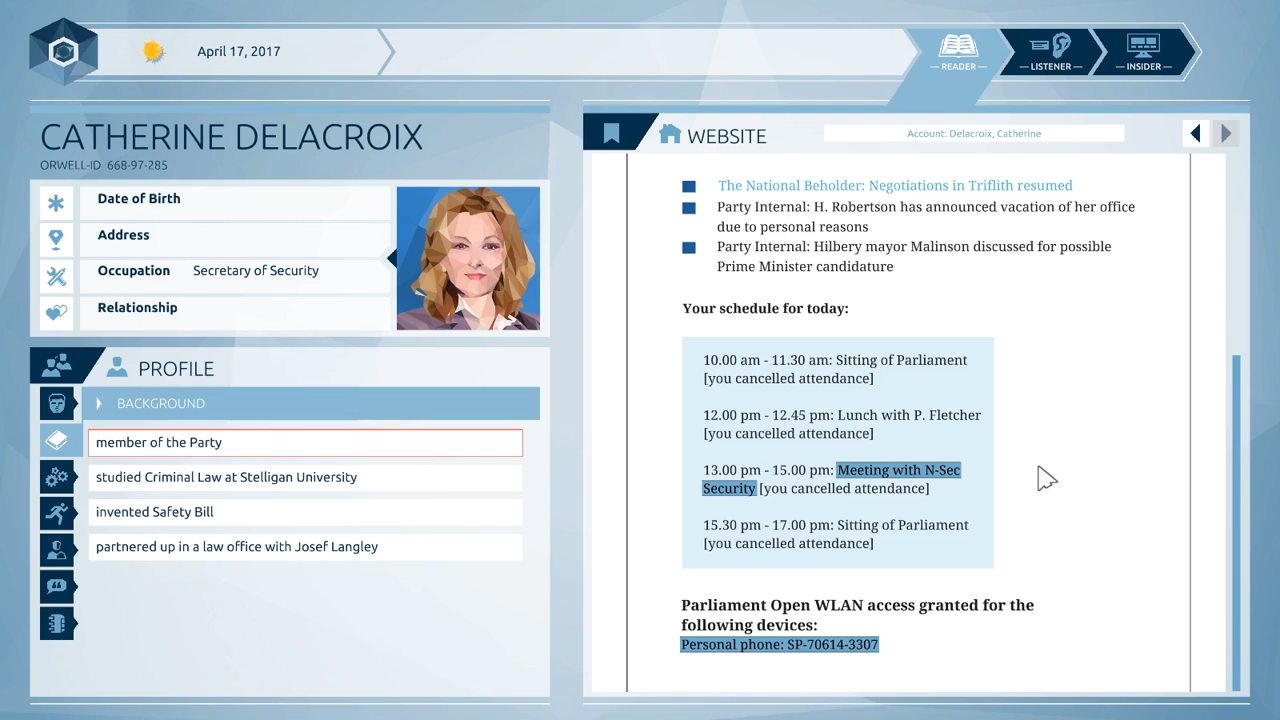 April 17, 2017
— READER —
— LISTENER —
— INSIDER —
CATHERINE DELACROIX
ORWELL-ID 668-97-285
Date of Birth
Address
Occupation Secretary of Security
Relationship
PROFILE
BACKGROUND
member of the Party
studied Criminal Law at Stelligan University
invented Safety Bill
partnered up in a law office with Josef Langley
WEBSITE
Account: Delacroix, Catherine
The National Beholder: Negotiations in Triflith resumed
Party Internal: H. Robertson has announced vacation of her office
due to personal reasons
Party Internal: Hilbery mayor Malinson discussed for possible
Prime Minister candidature
Your schedule for today:
10.00 am - 11.30 am: Sitting of Parliament
[you cancelled attendance]
12.00 pm - 12.45 pm: Lunch with P. Fletcher
[you cancelled attendance]
13.00 pm - 15.00 pm: Meeting with N-Sec
Security [you cancelled attendance]
15.30 pm - 17.00 pm: Sitting of Parliament
[you cancelled attendance]
Parliament Open WLAN access granted for the
following devices:
Personal phone: SP-70614-3307